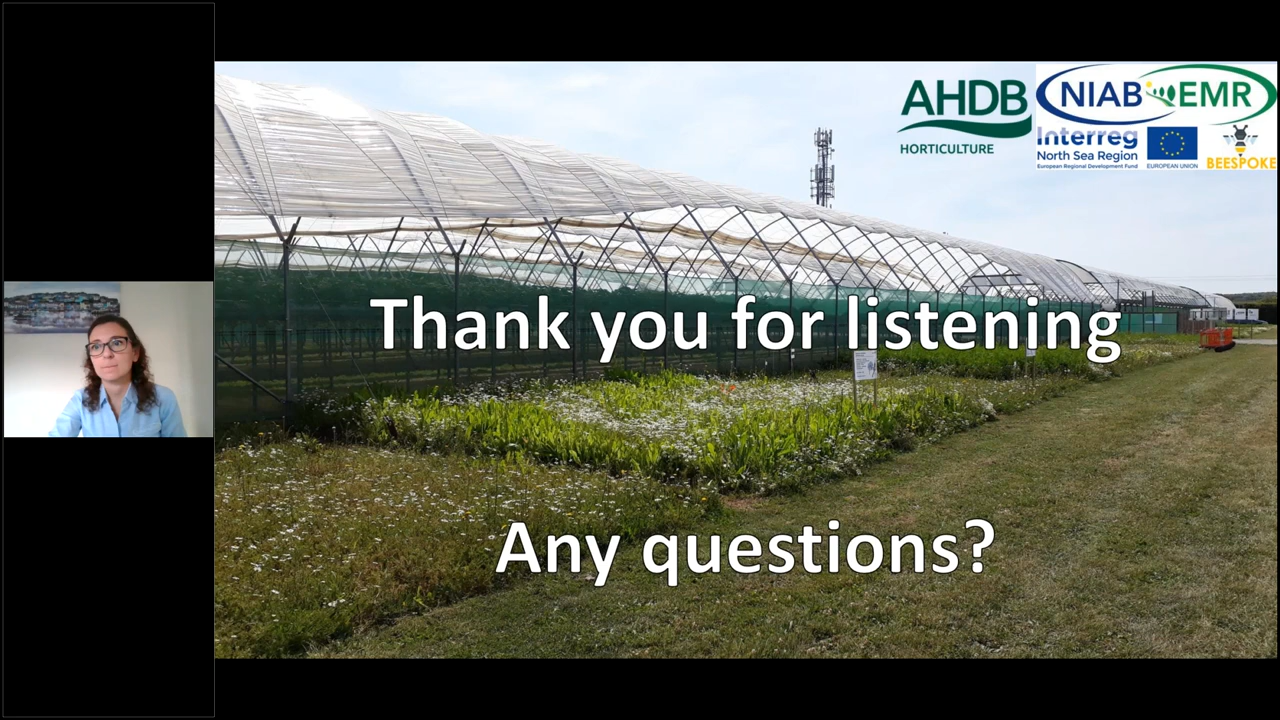 AHDB
HORTICULTURE
NIAB EMR
Interreg
North Sea Region
European Regional Development Fund
EUROPEAN UNION
BEESPOKE
Thank you for listening
Any questions?